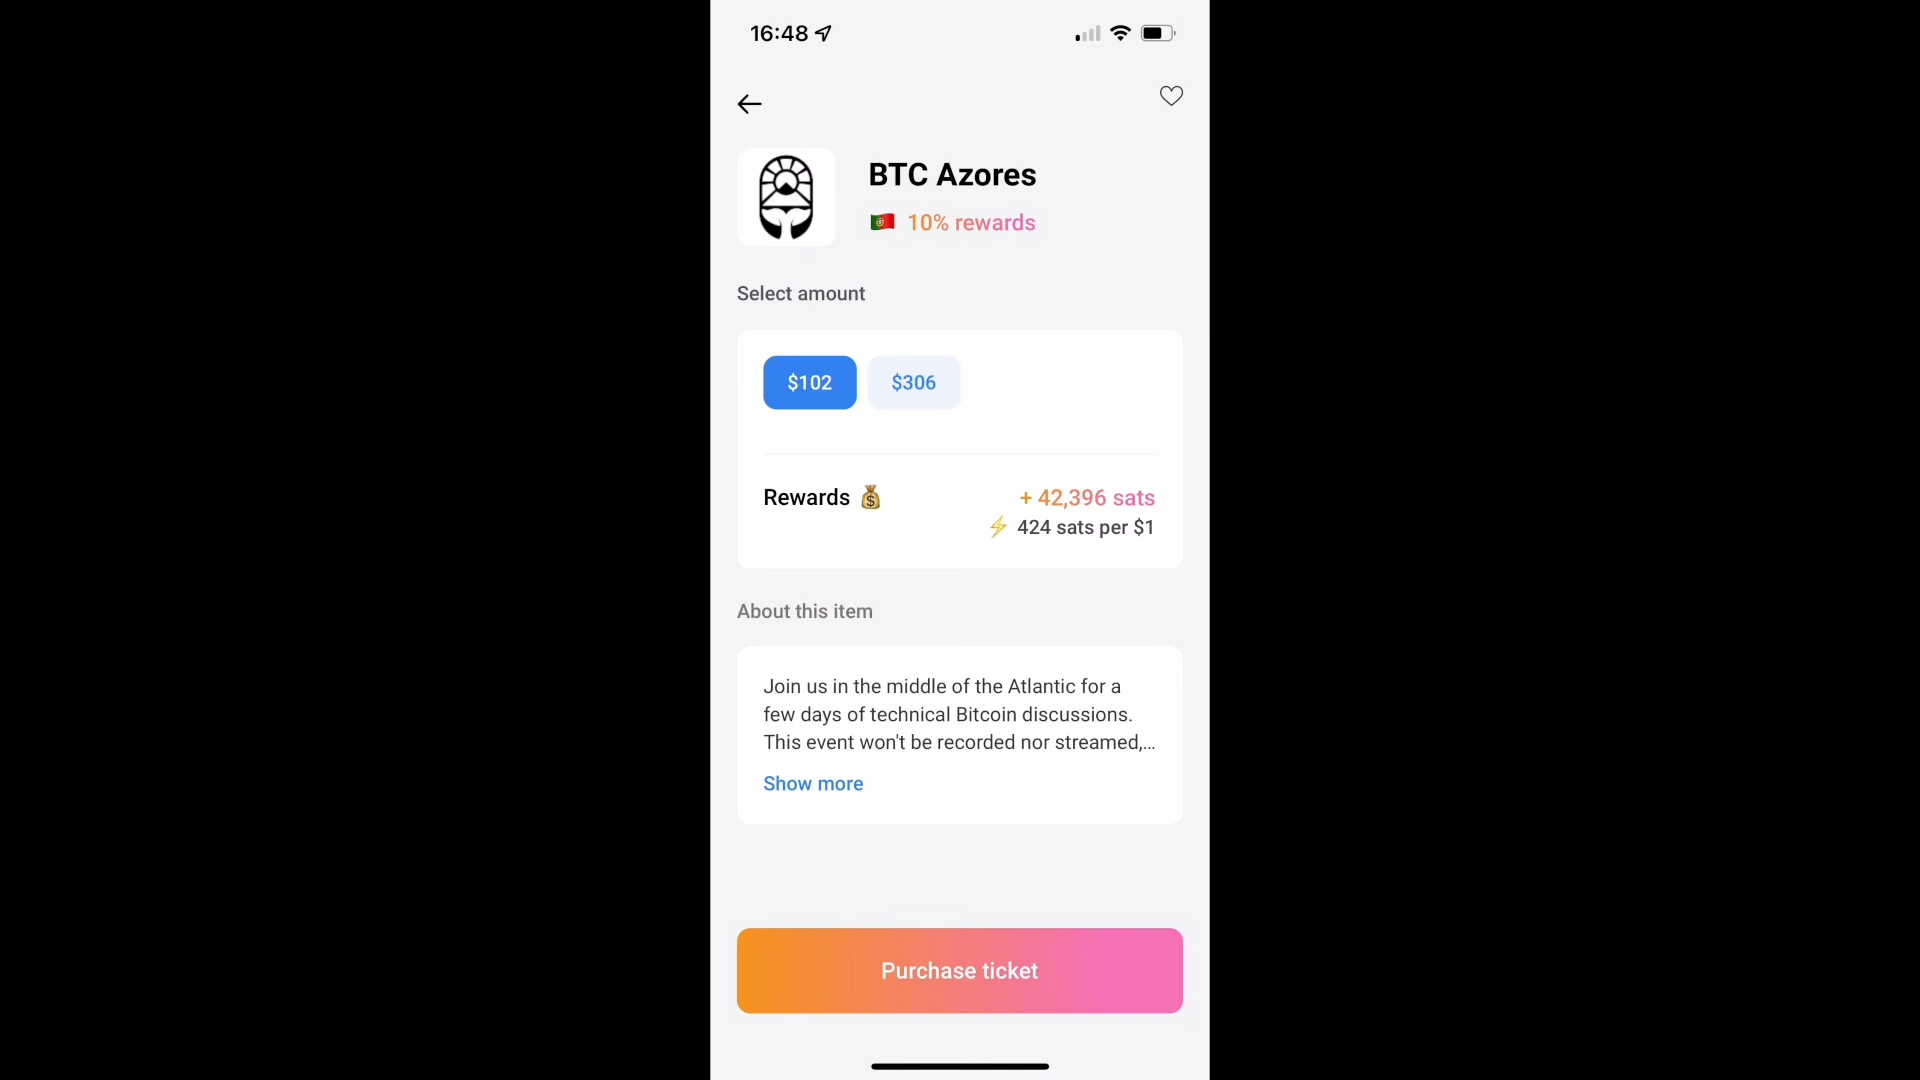 16:48
BTC Azores
10% rewards
Select amount
$102
$306
Rewards 💰
+ 42,396 sats
⚡ 424 sats per $1
About this item
Join us in the middle of the Atlantic for a
few days of technical Bitcoin discussions.
This event won't be recorded nor streamed,...
Show more
Purchase ticket